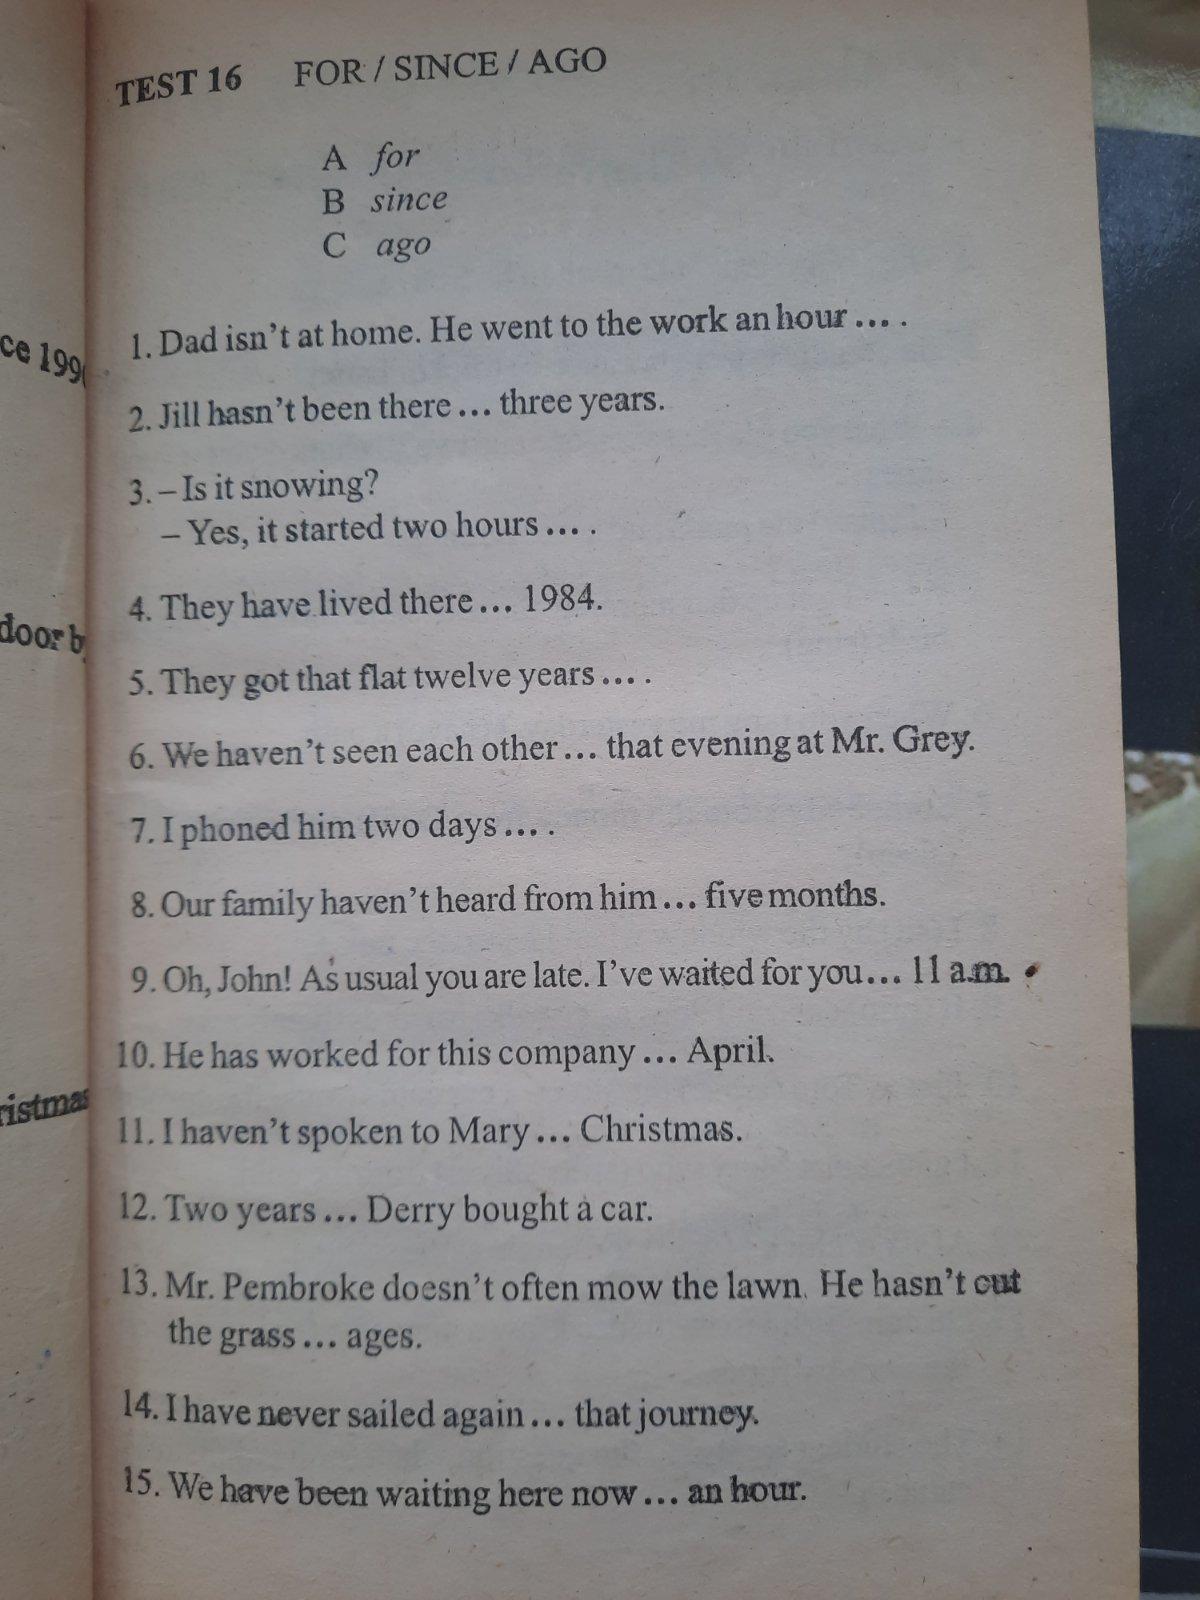 TEST 16 FOR / SINCE / AGO
A for
B since
C ago
1. Dad isn't at home. He went to the work an hour ... .
2. Jill hasn't been there ... three years.
3. – Is it snowing?
– Yes, it started two hours ... .
4. They have lived there ... 1984.
5. They got that flat twelve years ... .
6. We haven't seen each other ... that evening at Mr. Grey.
7. I phoned him two days ... .
8. Our family haven't heard from him ... five months.
9. Oh, John! As usual you are late. I've waited for you ... 11 a.m.
10. He has worked for this company ... April.
11. I haven't spoken to Mary ... Christmas.
12. Two years ... Derry bought a car.
13. Mr. Pembroke doesn't often mow the lawn. He hasn't cut
the grass ... ages.
14. I have never sailed again ... that journey.
15. We have been waiting here now ... an hour.